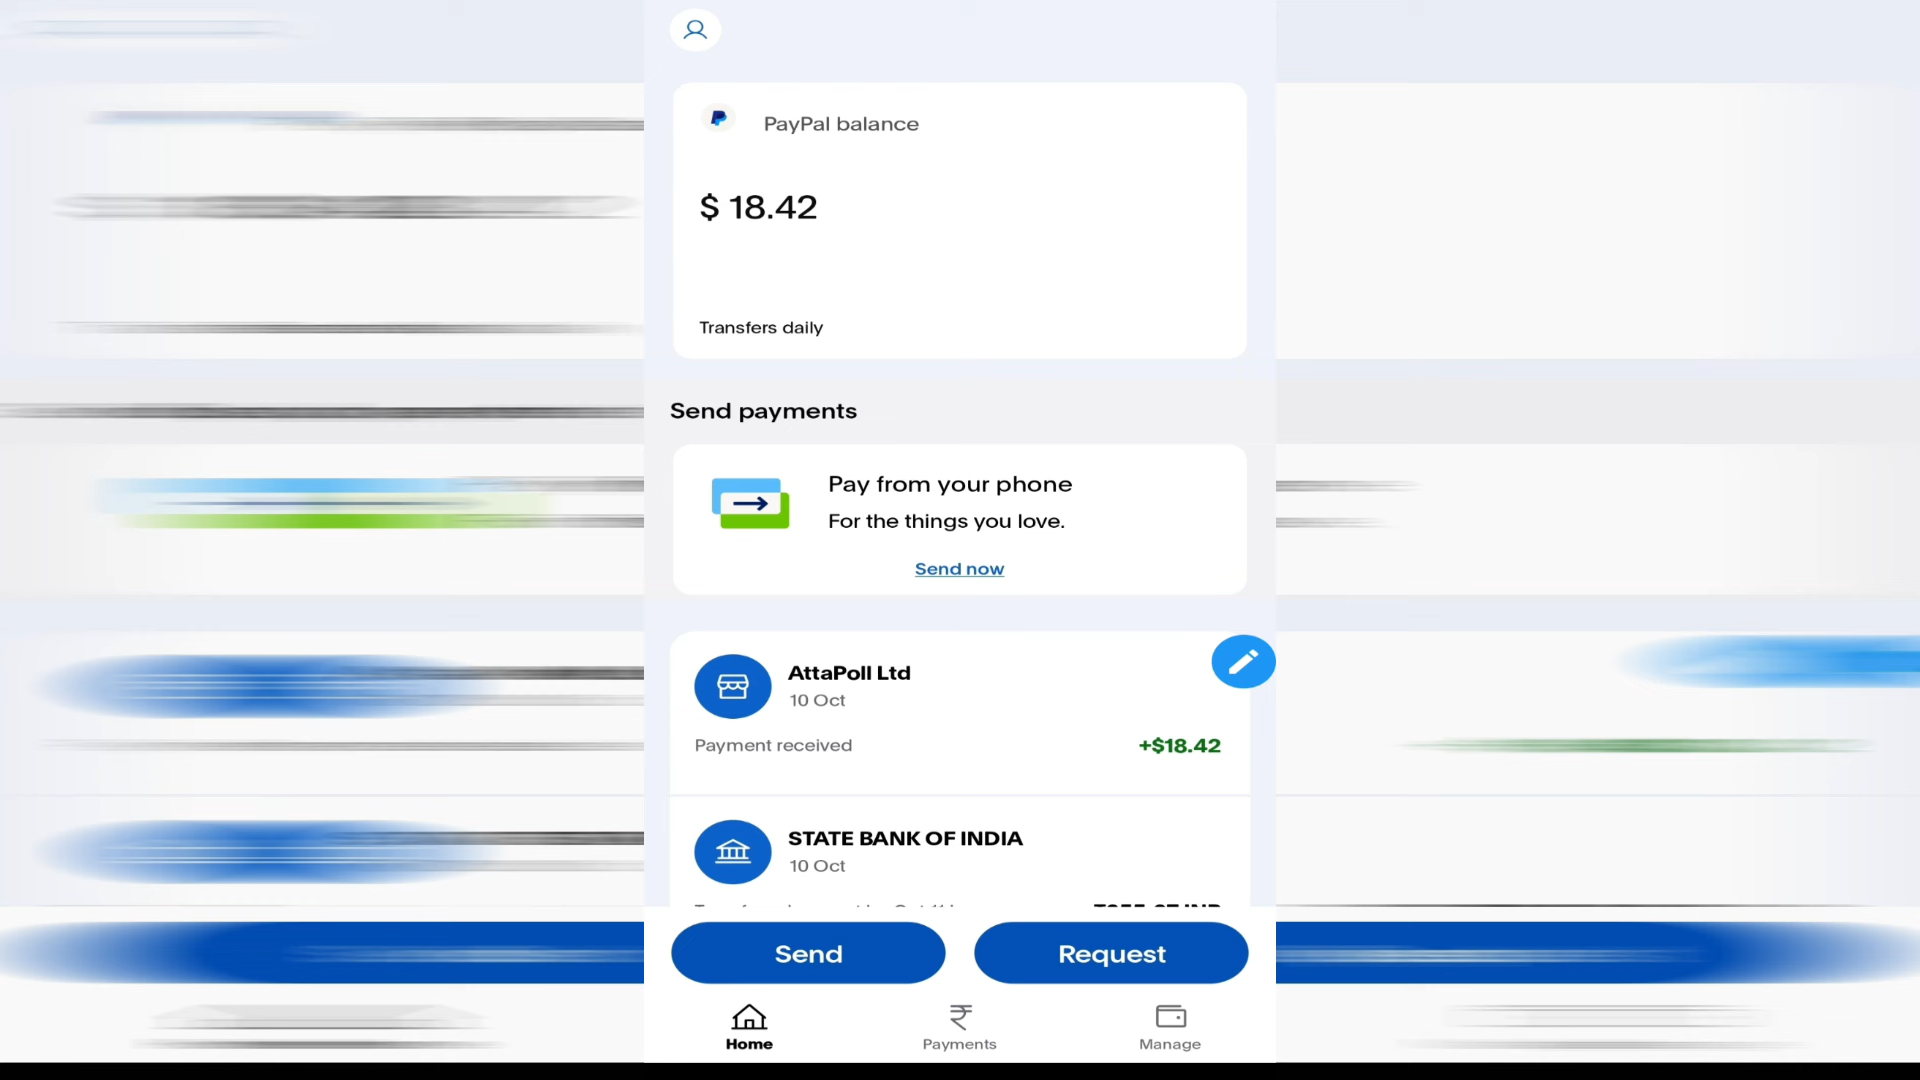 PayPal balance
$ 18.42
Transfers daily
Send payments
Pay from your phone
For the things you love.
Send now
AttaPoll Ltd
10 Oct
Payment received
+$18.42
STATE BANK OF INDIA
10 Oct
Send
Request
Home
Payments
Manage